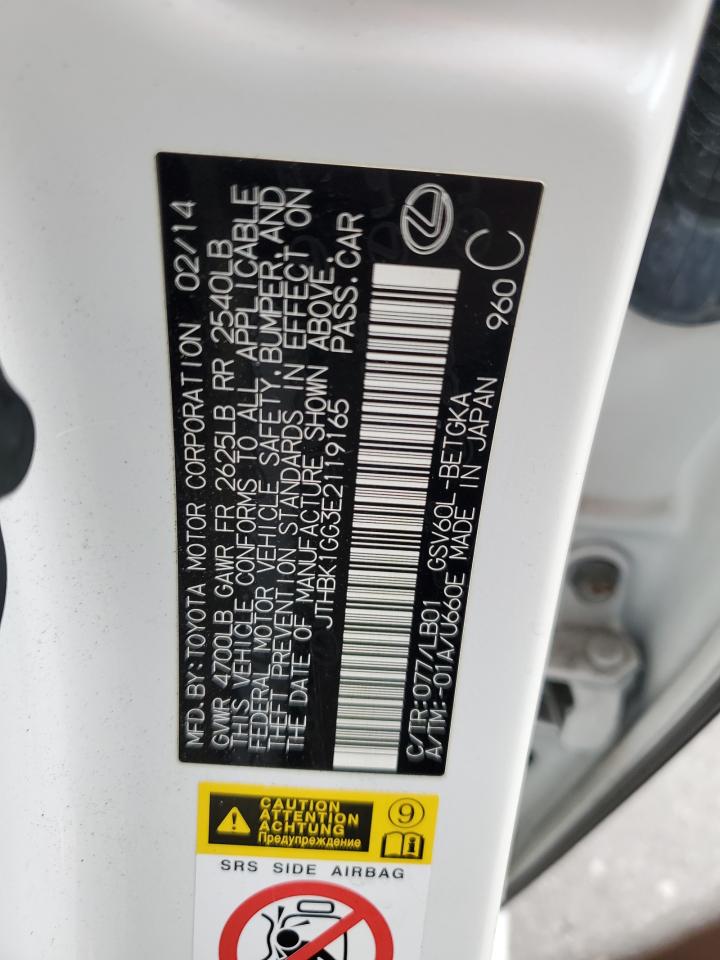 MFD.BY:TOYOTA MOTOR CORPORATION 02/14
GVWR 4700LB GAWR FR 2625LB RR 2540LB
THIS VEHICLE CONFORMS TO ALL APPLICABLE
FEDERAL MOTOR VEHICLE SAFETY,BUMPER,AND
THEFT PREVENTION STANDARDS IN EFFECT ON
THE DATE OF MANUFACTURE SHOWN ABOVE.
JTHBK1GG3E2119165 PASS.CAR
C/TR:077/LB01 GSV60L-BETGKA
A/TM:-01A/U660E MADE IN JAPAN
960 C
CAUTION
ATTENTION
ACHTUNG
Предупреждение
9
SRS SIDE AIRBAG